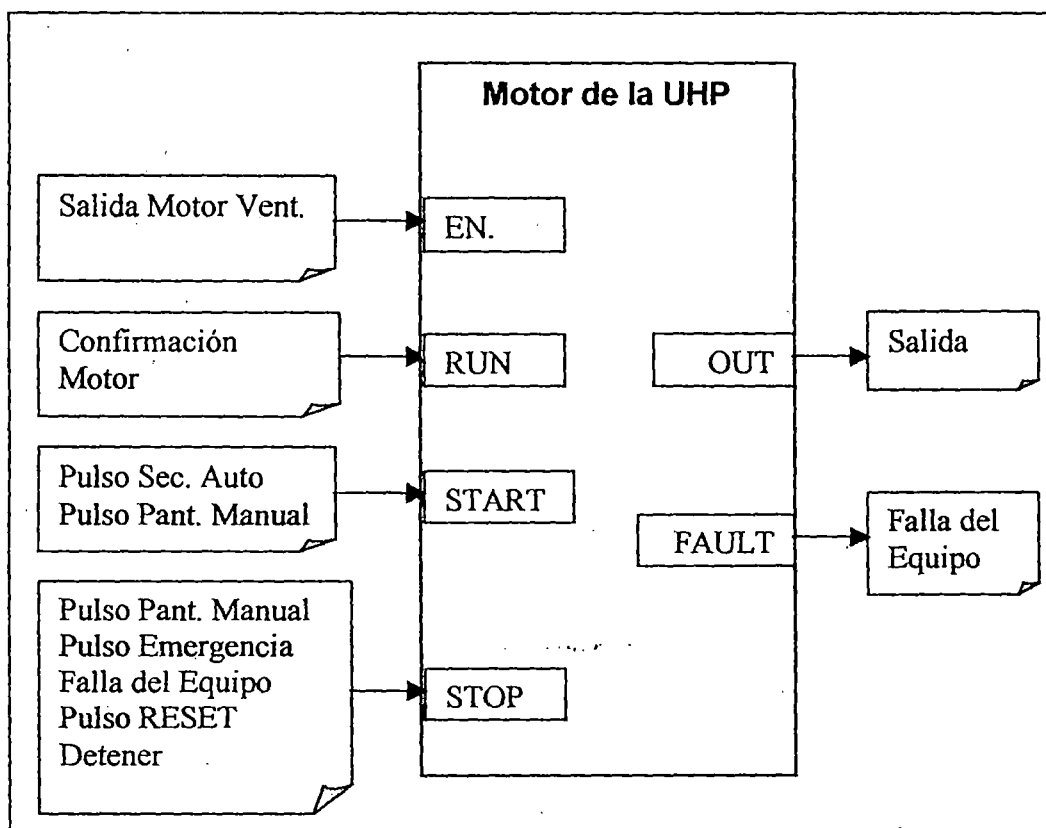 Motor de la UHP
Salida Motor Vent.
EN.
Confirmación
Motor
RUN
OUT
Salida
Pulso Sec. Auto
Pulso Pant. Manual
START
FAULT
Falla del
Equipo
Pulso Pant. Manual
Pulso Emergencia
Falla del Equipo
Pulso RESET
Detener
STOP